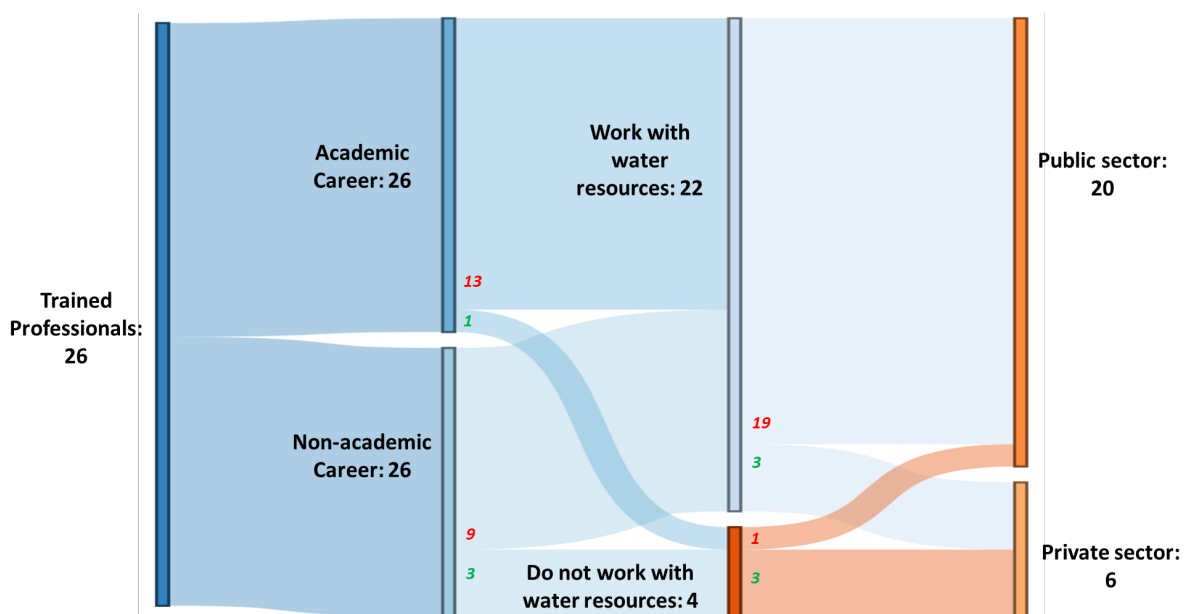 Trained
Professionals:
26
Academic
Career: 26
13
1
Non-academic
Career: 26
9
3
Work with
water
resources: 22
19
3
Do not work with
water resources: 4
1
3
Public sector:
20
Private sector:
6